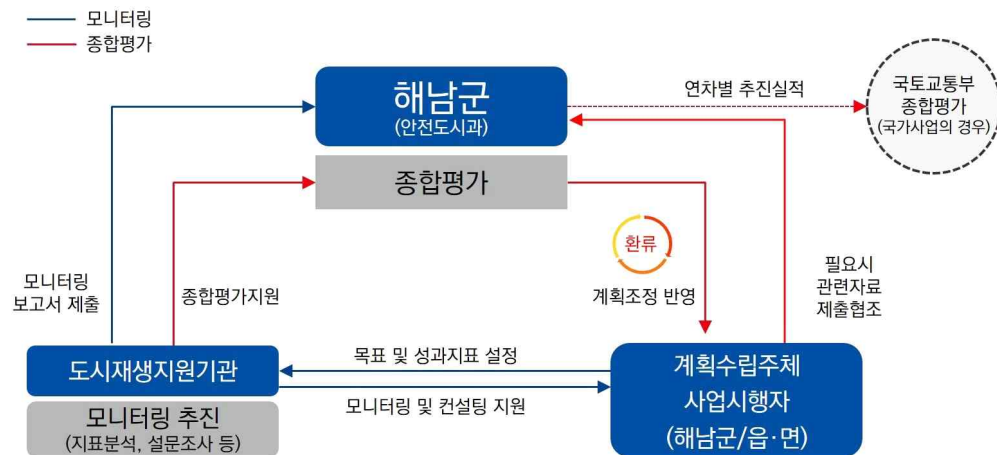 모니터링
종합평가
해남군
(안전도시과)
종합평가
연차별 추진실적
국토교통부
종합평가
(국가사업의 경우)
환류
계획조정 반영
필요시
관련자료
제출협조
모니터링
보고서 제출
종합평가지원
도시재생지원기관
모니터링 추진
(지표분석, 설문조사 등)
목표 및 성과지표 설정
모니터링 및 컨설팅 지원
계획수립주체
사업시행자
(해남군/읍·면)